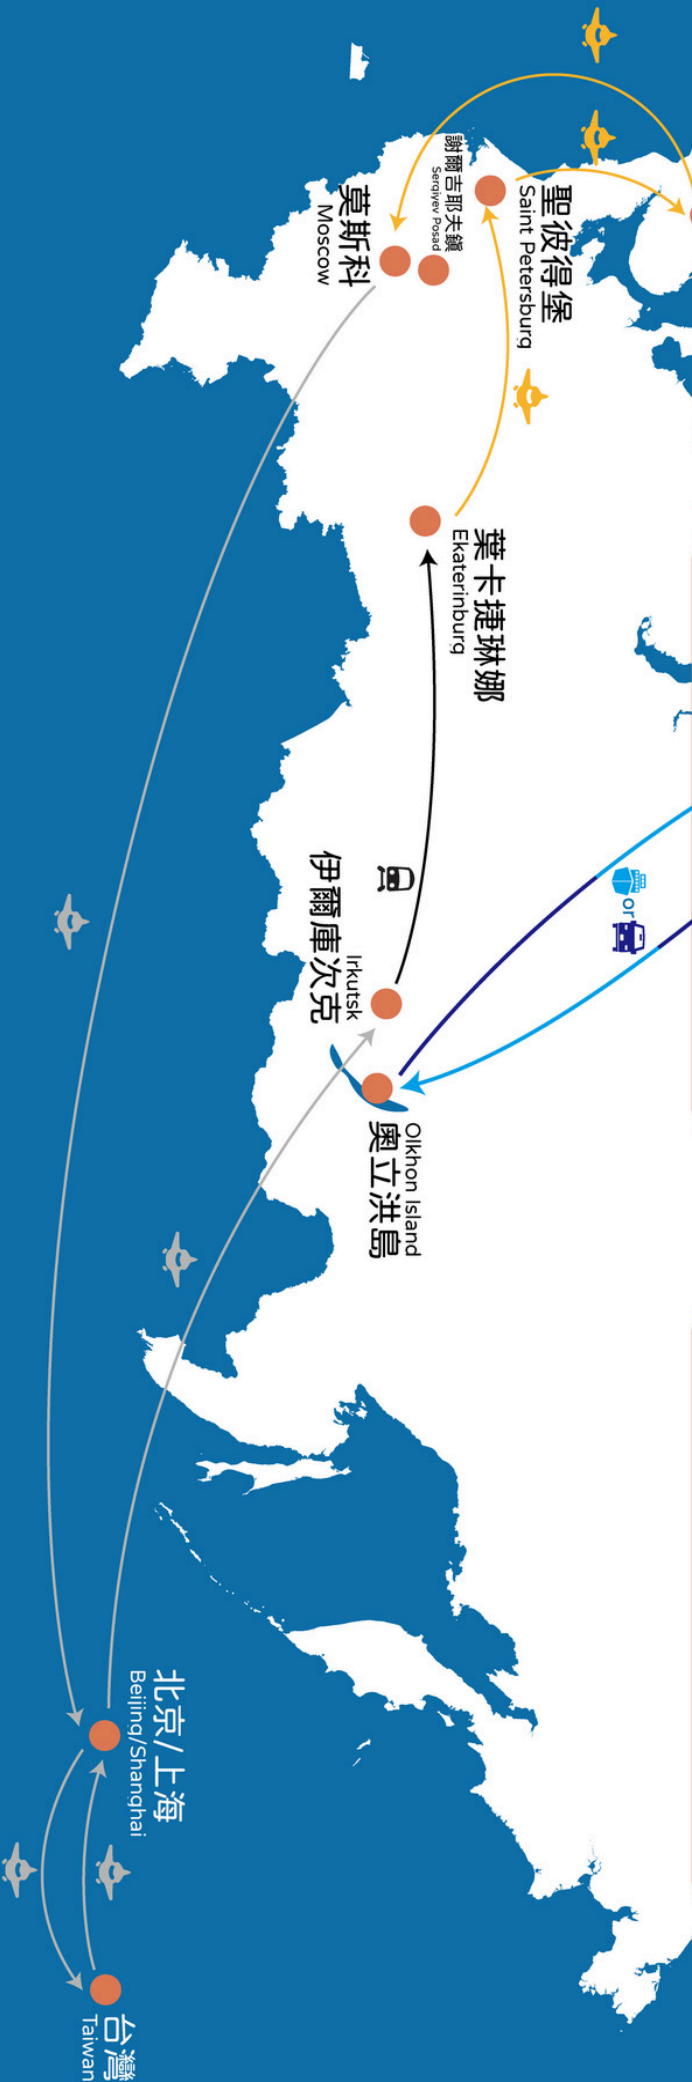 聖彼得堡
Saint Petersburg
謝爾吉耶夫鎮
Sergiyev Posad
莫斯科
Moscow
葉卡捷琳娜
Ekaterinburg
or
Irkutsk
伊爾庫次克
Olkhon Island
奧立洪島
北京/上海
Beijing/Shanghai
台灣
Taiwan